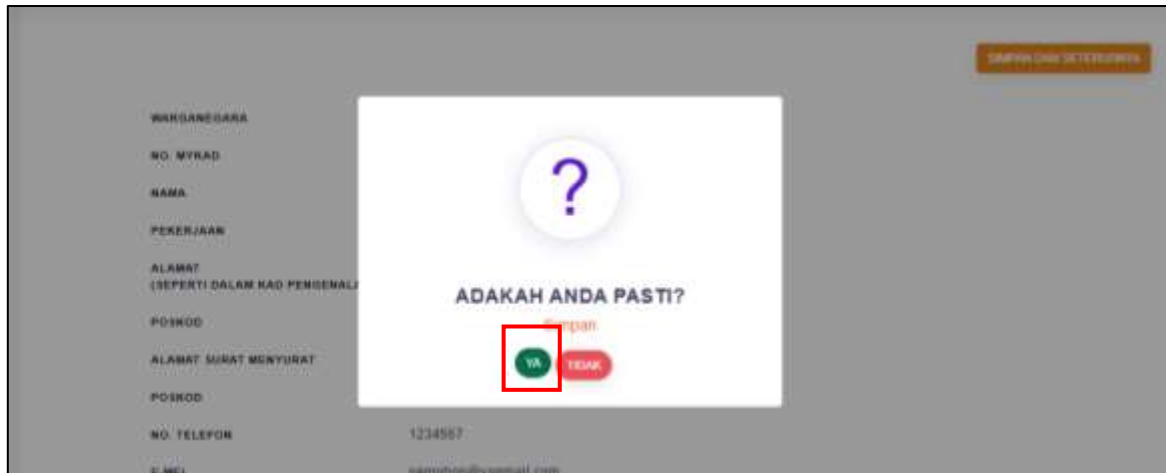 SIMPAN DAN SETERUSNYA
WARGANEGARA
NO. MYKAD
NAMA
PEKERJAAN
ALAMAT
(SEPERTI DALAM KAD
POSKOD
ALAMAT SURAT MENYURAT
POSKOD
NO. TELEFON 1234567
E-MEL
?
ADAKAH ANDA PASTI?
Simpan
YA TIDAK